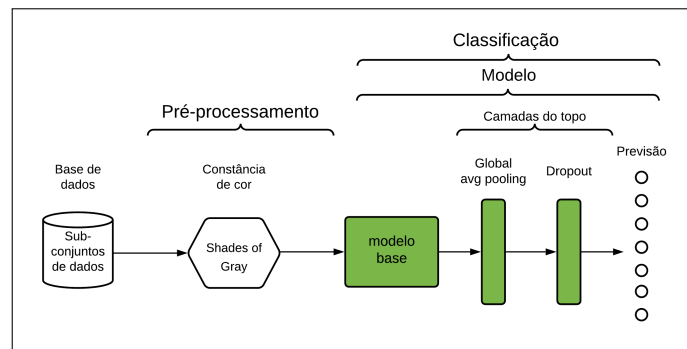 Classificação
Modelo
Pré-processamento
Camadas do topo
Base de
dados
Constância
de cor
Global
avg pooling
Dropout
Previsão
Sub-
conjuntos
de dados
Shades of
Gray
modelo
base